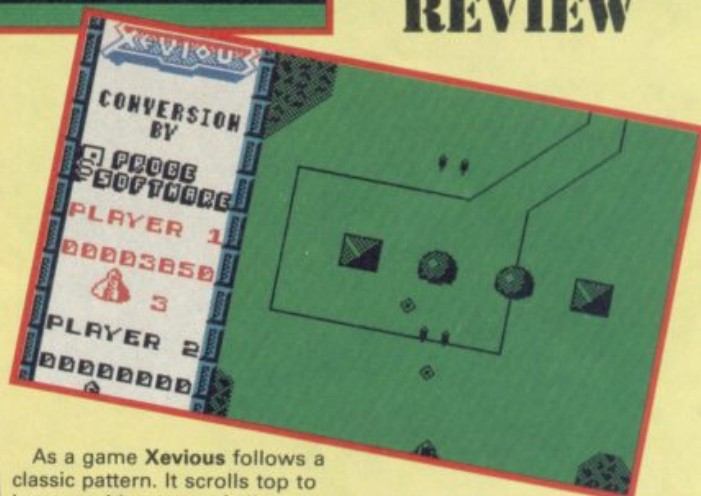 REVIEW
XEVIOUS
CONVERSION
BY
PROBE
SOFTWARE
PLAYER 1
00003850
3
PLAYER 2
00000000
As a game Xevious follows a
classic pattern. It scrolls top to